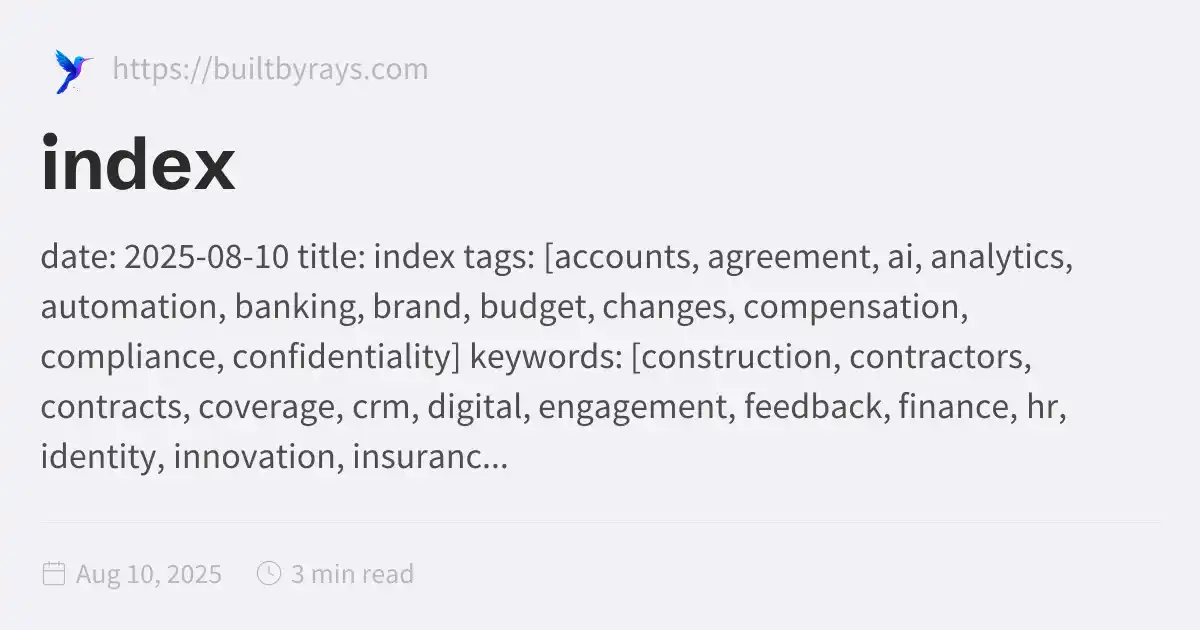 https://builtbyrays.com
index
date: 2025-08-10 title: index tags: [accounts, agreement, ai, analytics,
automation, banking, brand, budget, changes, compensation,
compliance, confidentiality] keywords: [construction, contractors,
contracts, coverage, crm, digital, engagement, feedback, finance, hr,
identity, innovation, insuranc...
Aug 10, 2025 3 min read